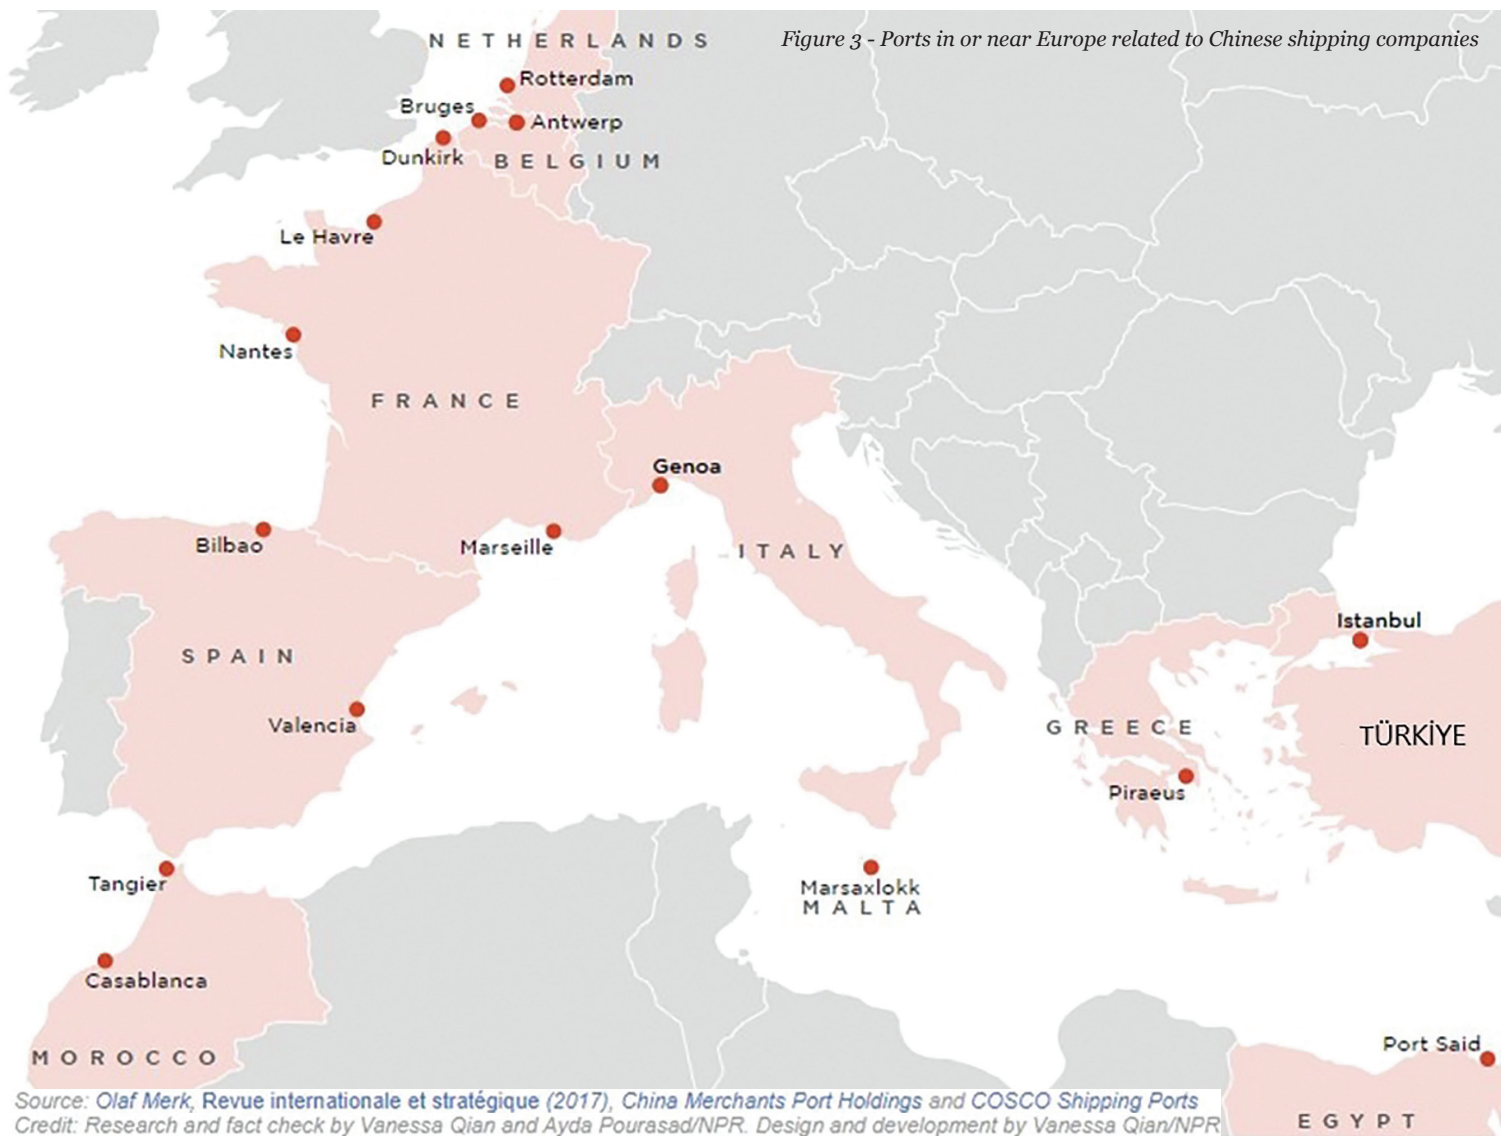 NETHERLANDS
Figure 3 - Ports in or near Europe related to Chinese shipping companies
Rotterdam
Bruges
Antwerp
Dunkirk
BELGIUM
Le Havre
Nantes
FRANCE
Genoa
Bilbao
Marseille
ITALY
Istanbul
SPAIN
Valencia
GREECE
TÜRKİYE
Piraeus
Tangier
Marsaxlokk
MALTA
Casablanca
Port Said
MOROCCO
Source: Olaf Merk, Revue internationale et stratégique (2017), China Merchants Port Holdings and COSCO Shipping Ports
Credit: Research and fact check by Vanessa Qian and Ayda Pourasad/NPR. Design and development by Vanessa Qian/NPR
EGYPT